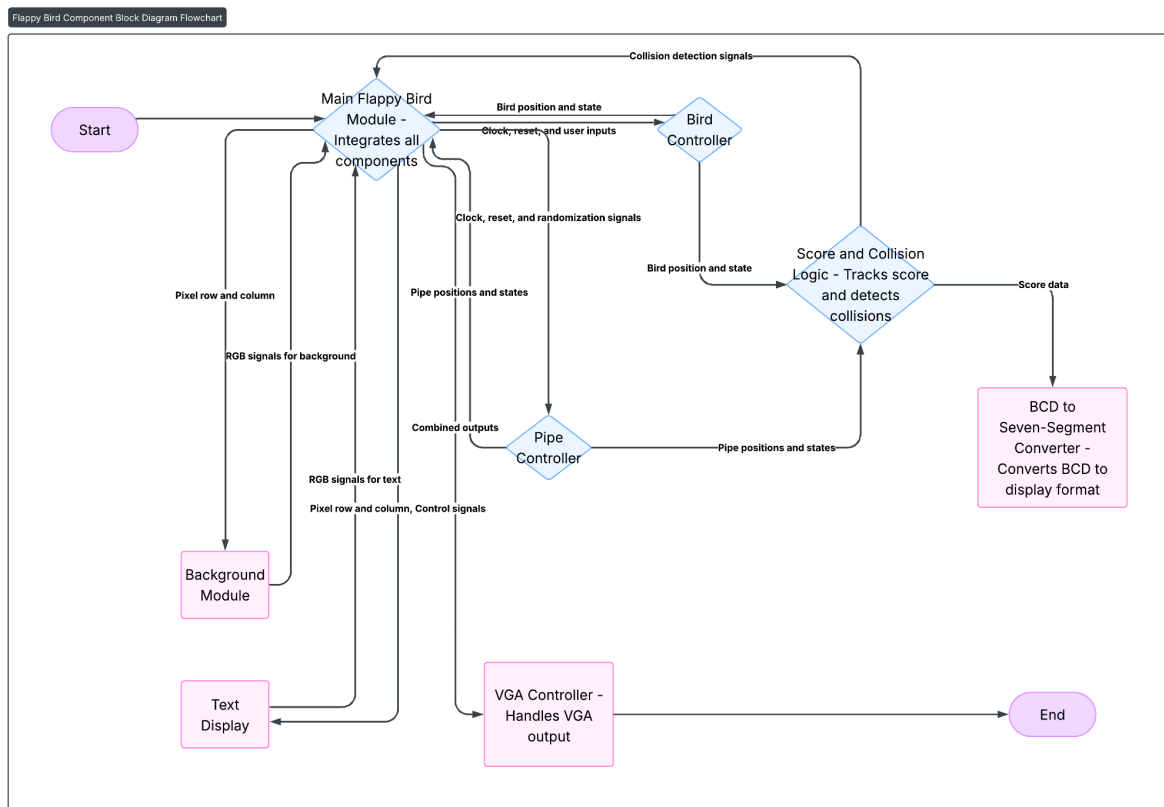 Flappy Bird Component Block Diagram Flowchart
Collision detection signals
Start
Main Flappy Bird
Module -
Integrates all
components
Bird position and state
Clock, reset, and user inputs
Bird
Controller
Clock, reset, and randomization signals
Score and Collision
Logic - Tracks score
and detects
collisions
Bird position and state
Score data
Pixel row and column
Pipe positions and states
RGB signals for background
BCD to
Seven-Segment
Converter -
Converts BCD to
display format
Combined outputs
Pipe
Controller
Pipe positions and states
RGB signals for text
Pixel row and column, Control signals
Background
Module
Text
Display
VGA Controller -
Handles VGA
output
End